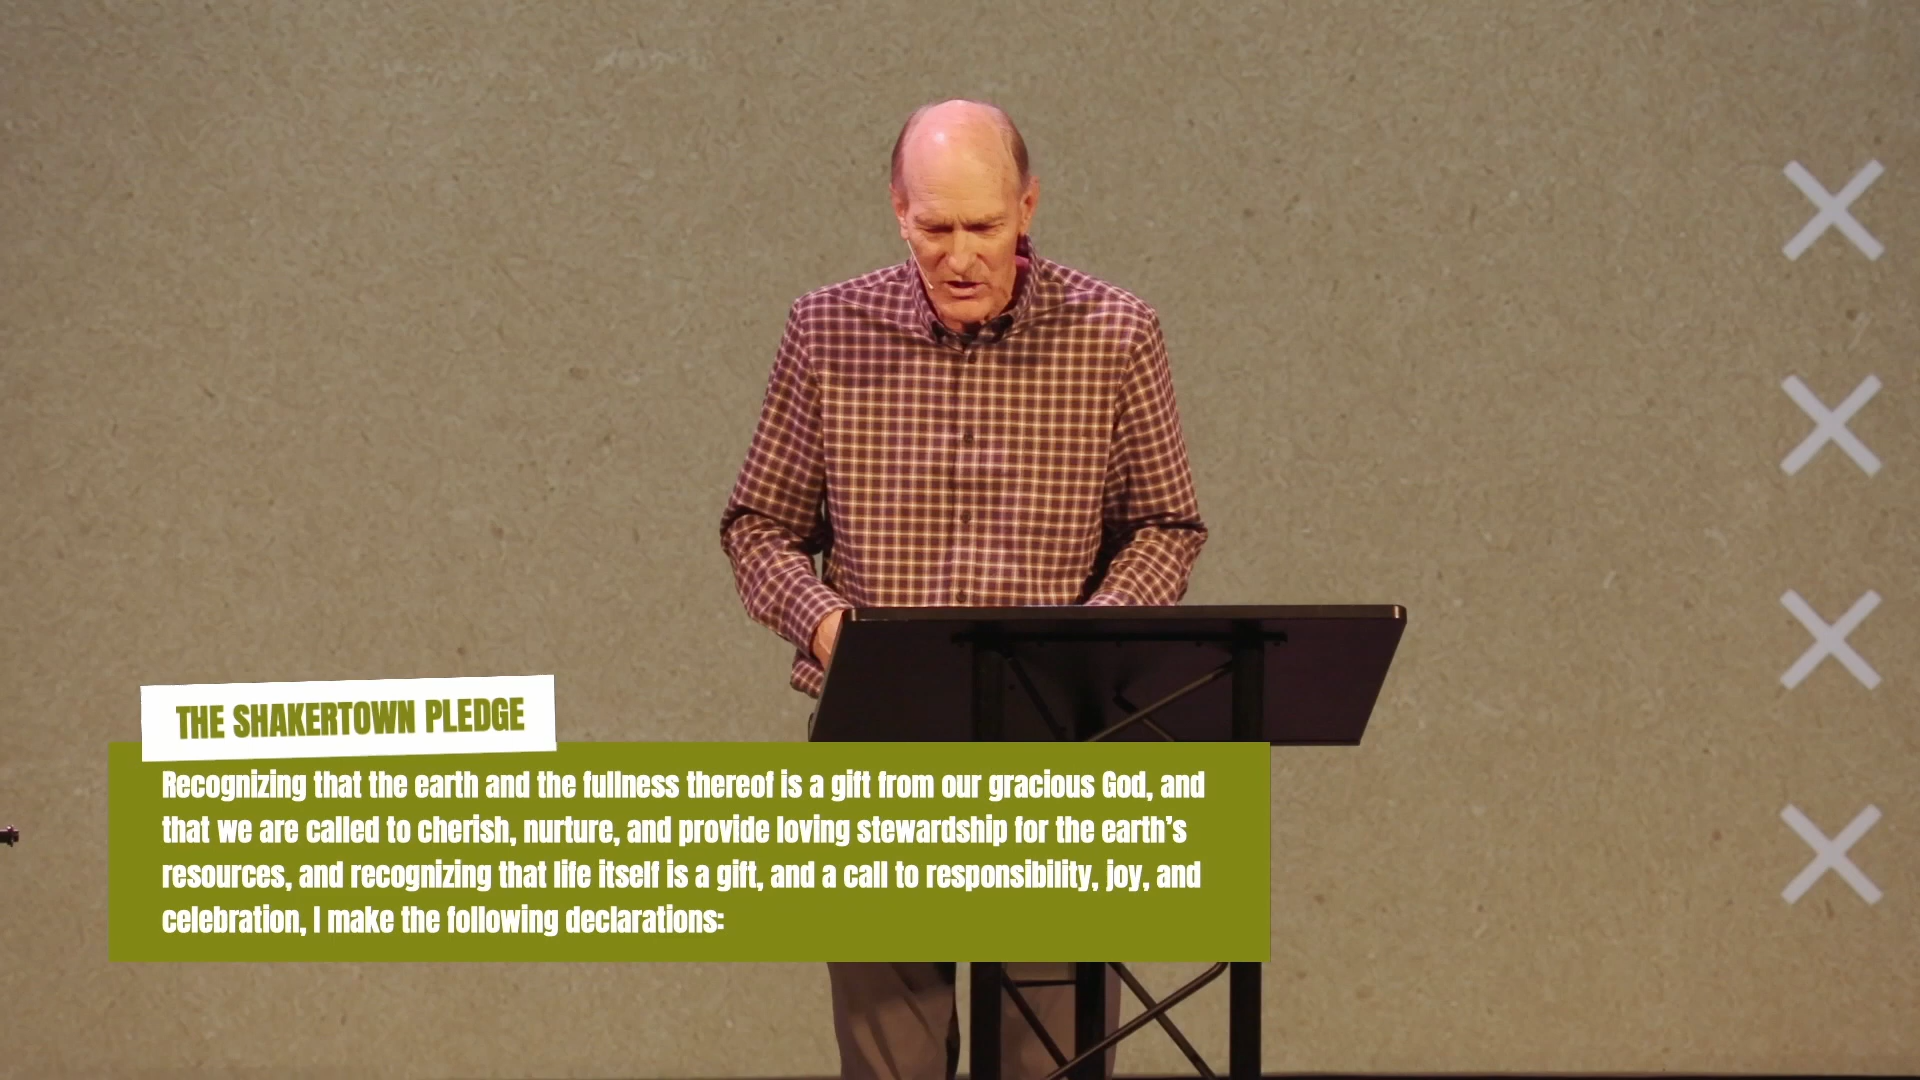 THE SHAKERTOWN PLEDGE
Recognizing that the earth and the fullness thereof is a gift from our gracious God, and
that we are called to cherish, nurture, and provide loving stewardship for the earth's
resources, and recognizing that life itself is a gift, and a call to responsibility, joy, and
celebration, I make the following declarations: